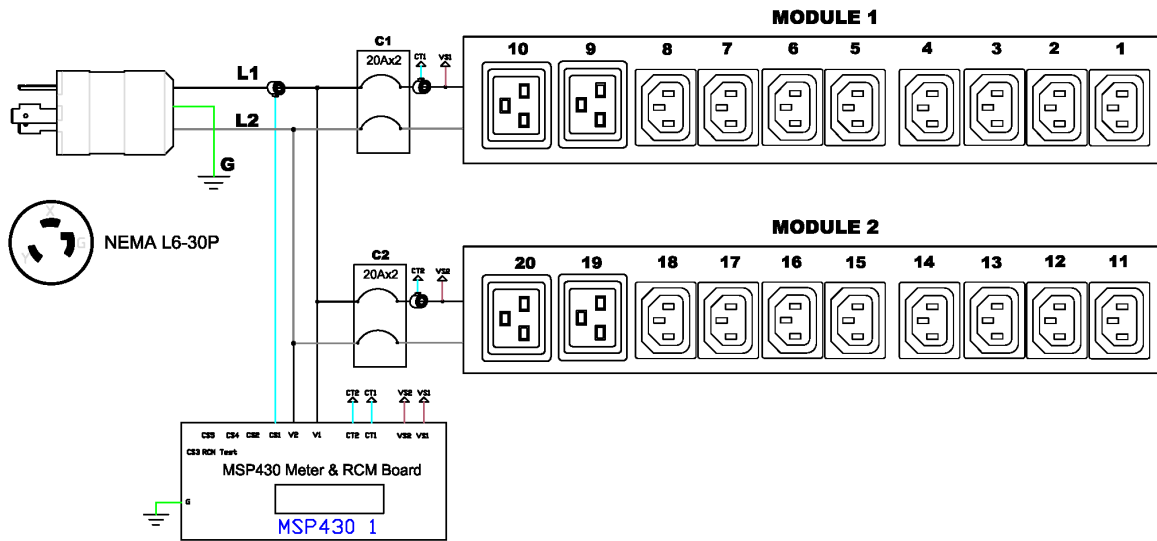 MODULE 1
C1
20Ax2
CT1
VS1
10 9 8 7 6 5 4 3 2 1
L1
L2
G
X
G
Y
NEMA L6-30P
MODULE 2
C2
20Ax2
CT2
VS2
20 19 18 17 16 15 14 13 12 11
CT2 CT1 VS2 VS1
CS5 CS4 CS2 CS1 V2 V1 CT2 CT1 VS2 VS1
CS3 RCM Test
MSP430 Meter & RCM Board
G
MSP430 1